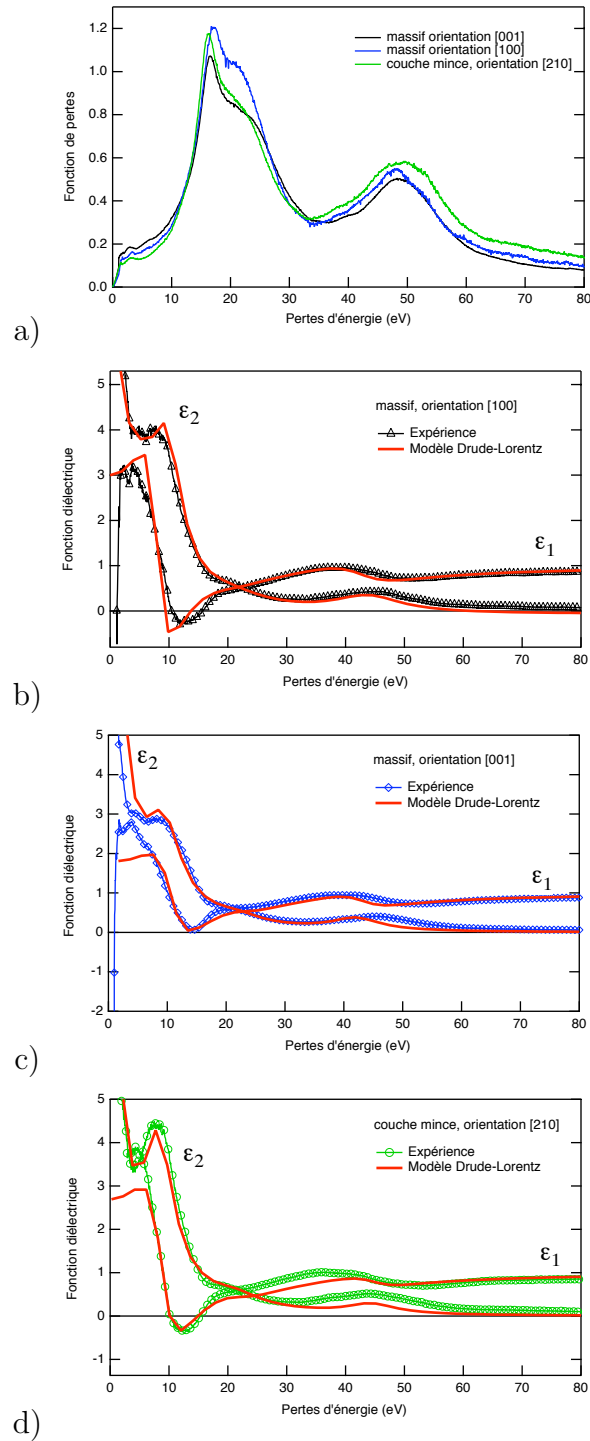 massif orientation [001]
massif orientation [100]
couche mince, orientation [210]
Fonction de pertes
1.2
1.0
0.8
0.6
0.4
0.2
0.0
0 10 20 30 40 50 60 70 80
Pertes d'énergie (eV)
a)
ε2
massif, orientation [100]
Expérience
Modèle Drude-Lorentz
ε1
Fonction diélectrique
5
4
3
2
1
0
0 10 20 30 40 50 60 70 80
Pertes d'énergie (eV)
b)
ε2
massif, orientation [001]
Expérience
Modèle Drude-Lorentz
ε1
Fonction diélectrique
5
4
3
2
1
0
-1
-2
0 10 20 30 40 50 60 70 80
Pertes d'énergie (eV)
c)
ε2
couche mince, orientation [210]
Expérience
Modèle Drude-Lorentz
ε1
Fonction diélectrique
5
4
3
2
1
0
-1
0 10 20 30 40 50 60 70 80
Pertes d'énergie (eV)
d)